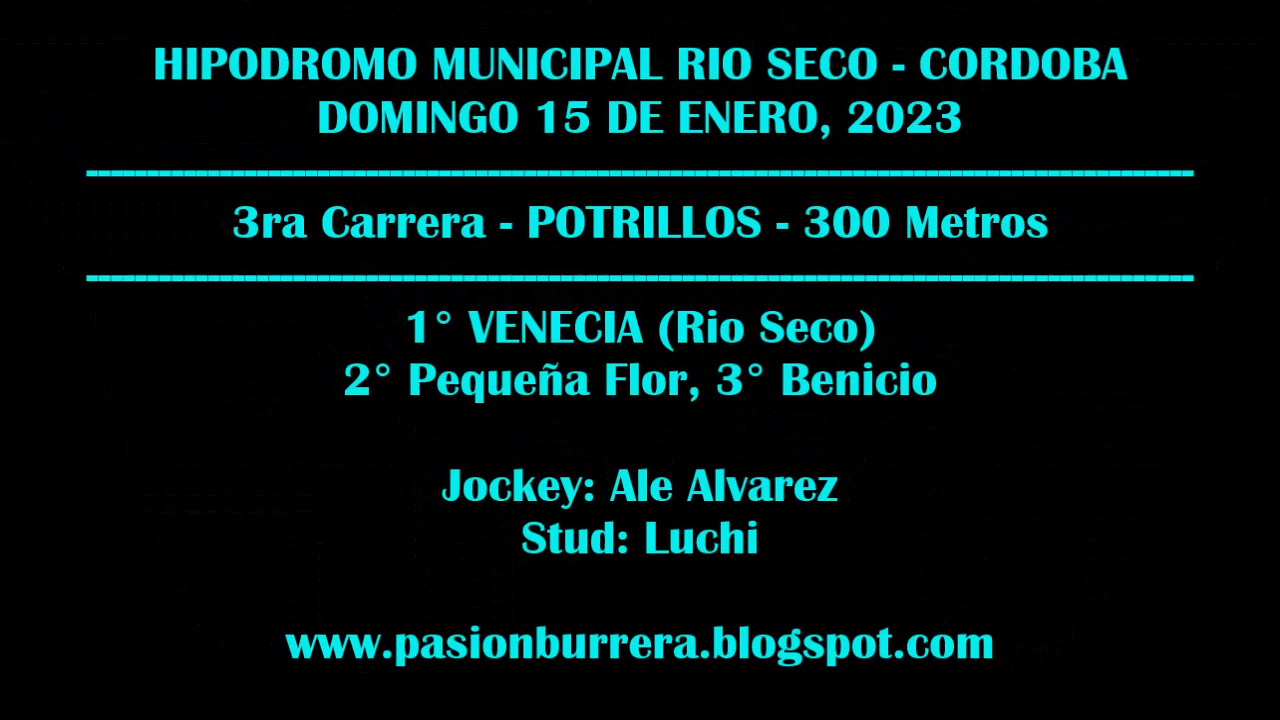 HIPODROMO MUNICIPAL RIO SECO - CORDOBA
DOMINGO 15 DE ENERO, 2023
3ra Carrera - POTRILLOS - 300 Metros
1° VENECIA (Rio Seco)
2° Pequeña Flor, 3° Benicio
Jockey: Ale Alvarez
Stud: Luchi
www.pasionburrera.blogspot.com